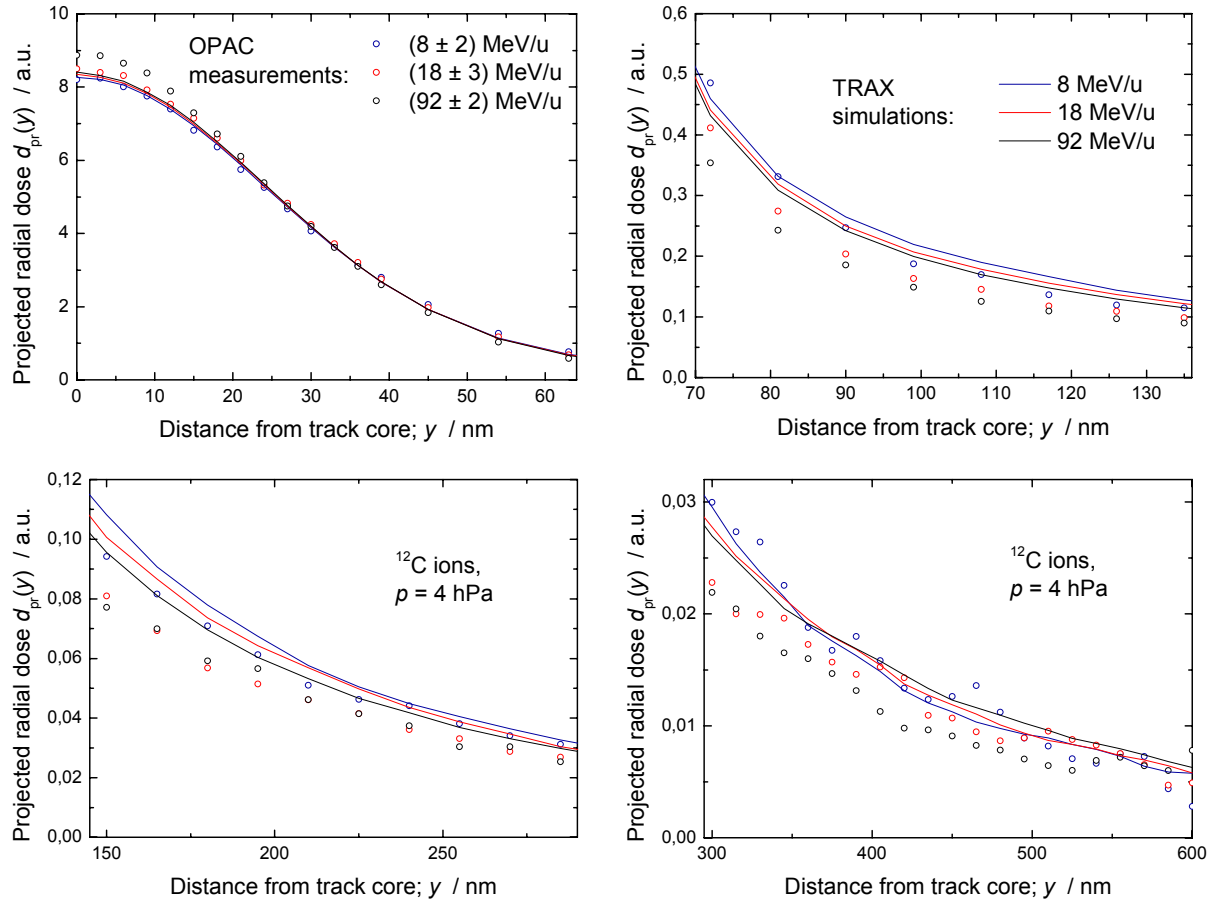 Projected radial dose d_pr(y) / a.u.
10
8
6
4
2
0
OPAC
measurements:
(8 ± 2) MeV/u
(18 ± 3) MeV/u
(92 ± 2) MeV/u
0 10 20 30 40 50 60
Distance from track core; y / nm
Projected radial dose d_pr(y) / a.u.
0,6
0,5
0,4
0,3
0,2
0,1
0,0
TRAX
simulations:
8 MeV/u
18 MeV/u
92 MeV/u
70 80 90 100 110 120 130
Distance from track core; y / nm
Projected radial dose d_pr(y) / a.u.
0,12
0,10
0,08
0,06
0,04
0,02
0,00
¹²C ions,
p = 4 hPa
150 200 250
Distance from track core; y / nm
Projected radial dose d_pr(y) / a.u.
0,03
0,02
0,01
0,00
¹²C ions,
p = 4 hPa
300 400 500 600
Distance from track core; y / nm